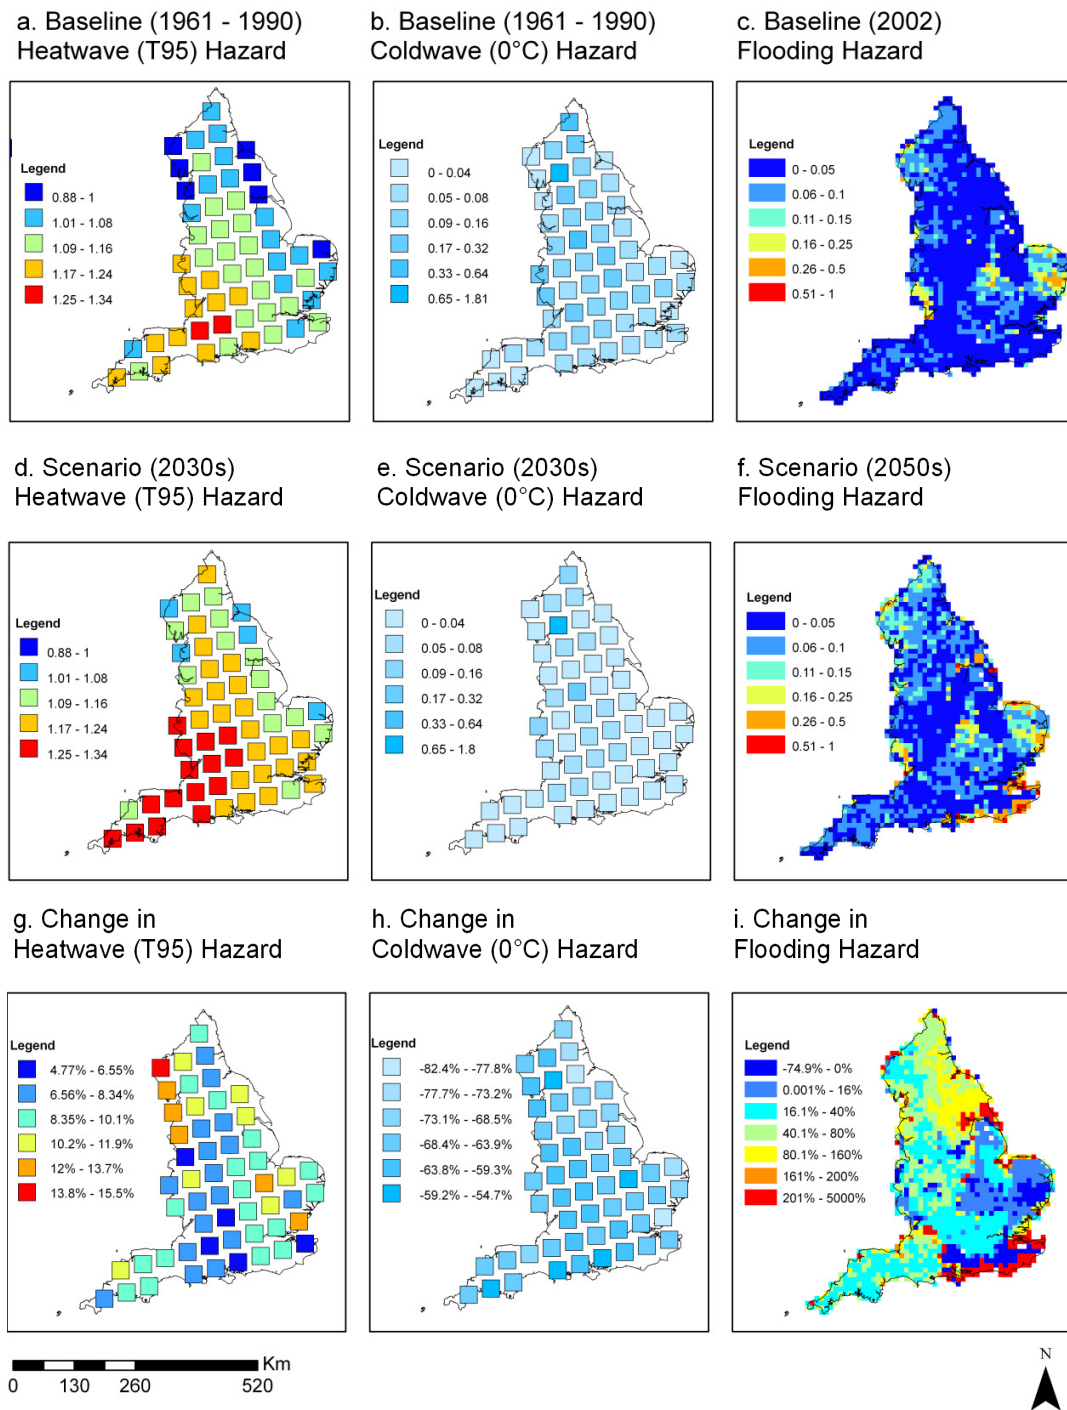 a. Baseline (1961 - 1990)
Heatwave (T95) Hazard
b. Baseline (1961 - 1990)
Coldwave (0°C) Hazard
c. Baseline (2002)
Flooding Hazard
Legend
0.88 - 1
1.01 - 1.08
1.09 - 1.16
1.17 - 1.24
1.25 - 1.34
Legend
0 - 0.04
0.05 - 0.08
0.09 - 0.16
0.17 - 0.32
0.33 - 0.64
0.65 - 1.81
Legend
0 - 0.05
0.06 - 0.1
0.11 - 0.15
0.16 - 0.25
0.26 - 0.5
0.51 - 1
d. Scenario (2030s)
Heatwave (T95) Hazard
e. Scenario (2030s)
Coldwave (0°C) Hazard
f. Scenario (2050s)
Flooding Hazard
Legend
0.88 - 1
1.01 - 1.08
1.09 - 1.16
1.17 - 1.24
1.25 - 1.34
Legend
0 - 0.04
0.05 - 0.08
0.09 - 0.16
0.17 - 0.32
0.33 - 0.64
0.65 - 1.8
Legend
0 - 0.05
0.06 - 0.1
0.11 - 0.15
0.16 - 0.25
0.26 - 0.5
0.51 - 1
g. Change in
Heatwave (T95) Hazard
h. Change in
Coldwave (0°C) Hazard
i. Change in
Flooding Hazard
Legend
4.77% - 6.55%
6.56% - 8.34%
8.35% - 10.1%
10.2% - 11.9%
12% - 13.7%
13.8% - 15.5%
Legend
-82.4% - -77.8%
-77.7% - -73.2%
-73.1% - -68.5%
-68.4% - -63.9%
-63.8% - -59.3%
-59.2% - -54.7%
Legend
-74.9% - 0%
0.001% - 16%
16.1% - 40%
40.1% - 80%
80.1% - 160%
161% - 200%
201% - 5000%
Km
0 130 260 520
N